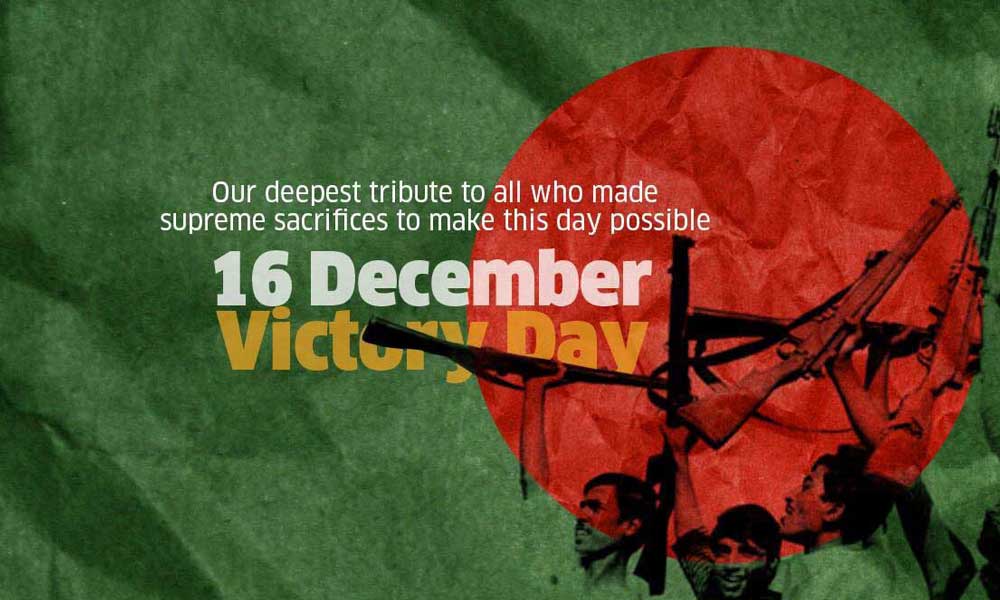 Our deepest tribute to all who made
supreme sacrifices to make this day possible
16 December
Victory Day